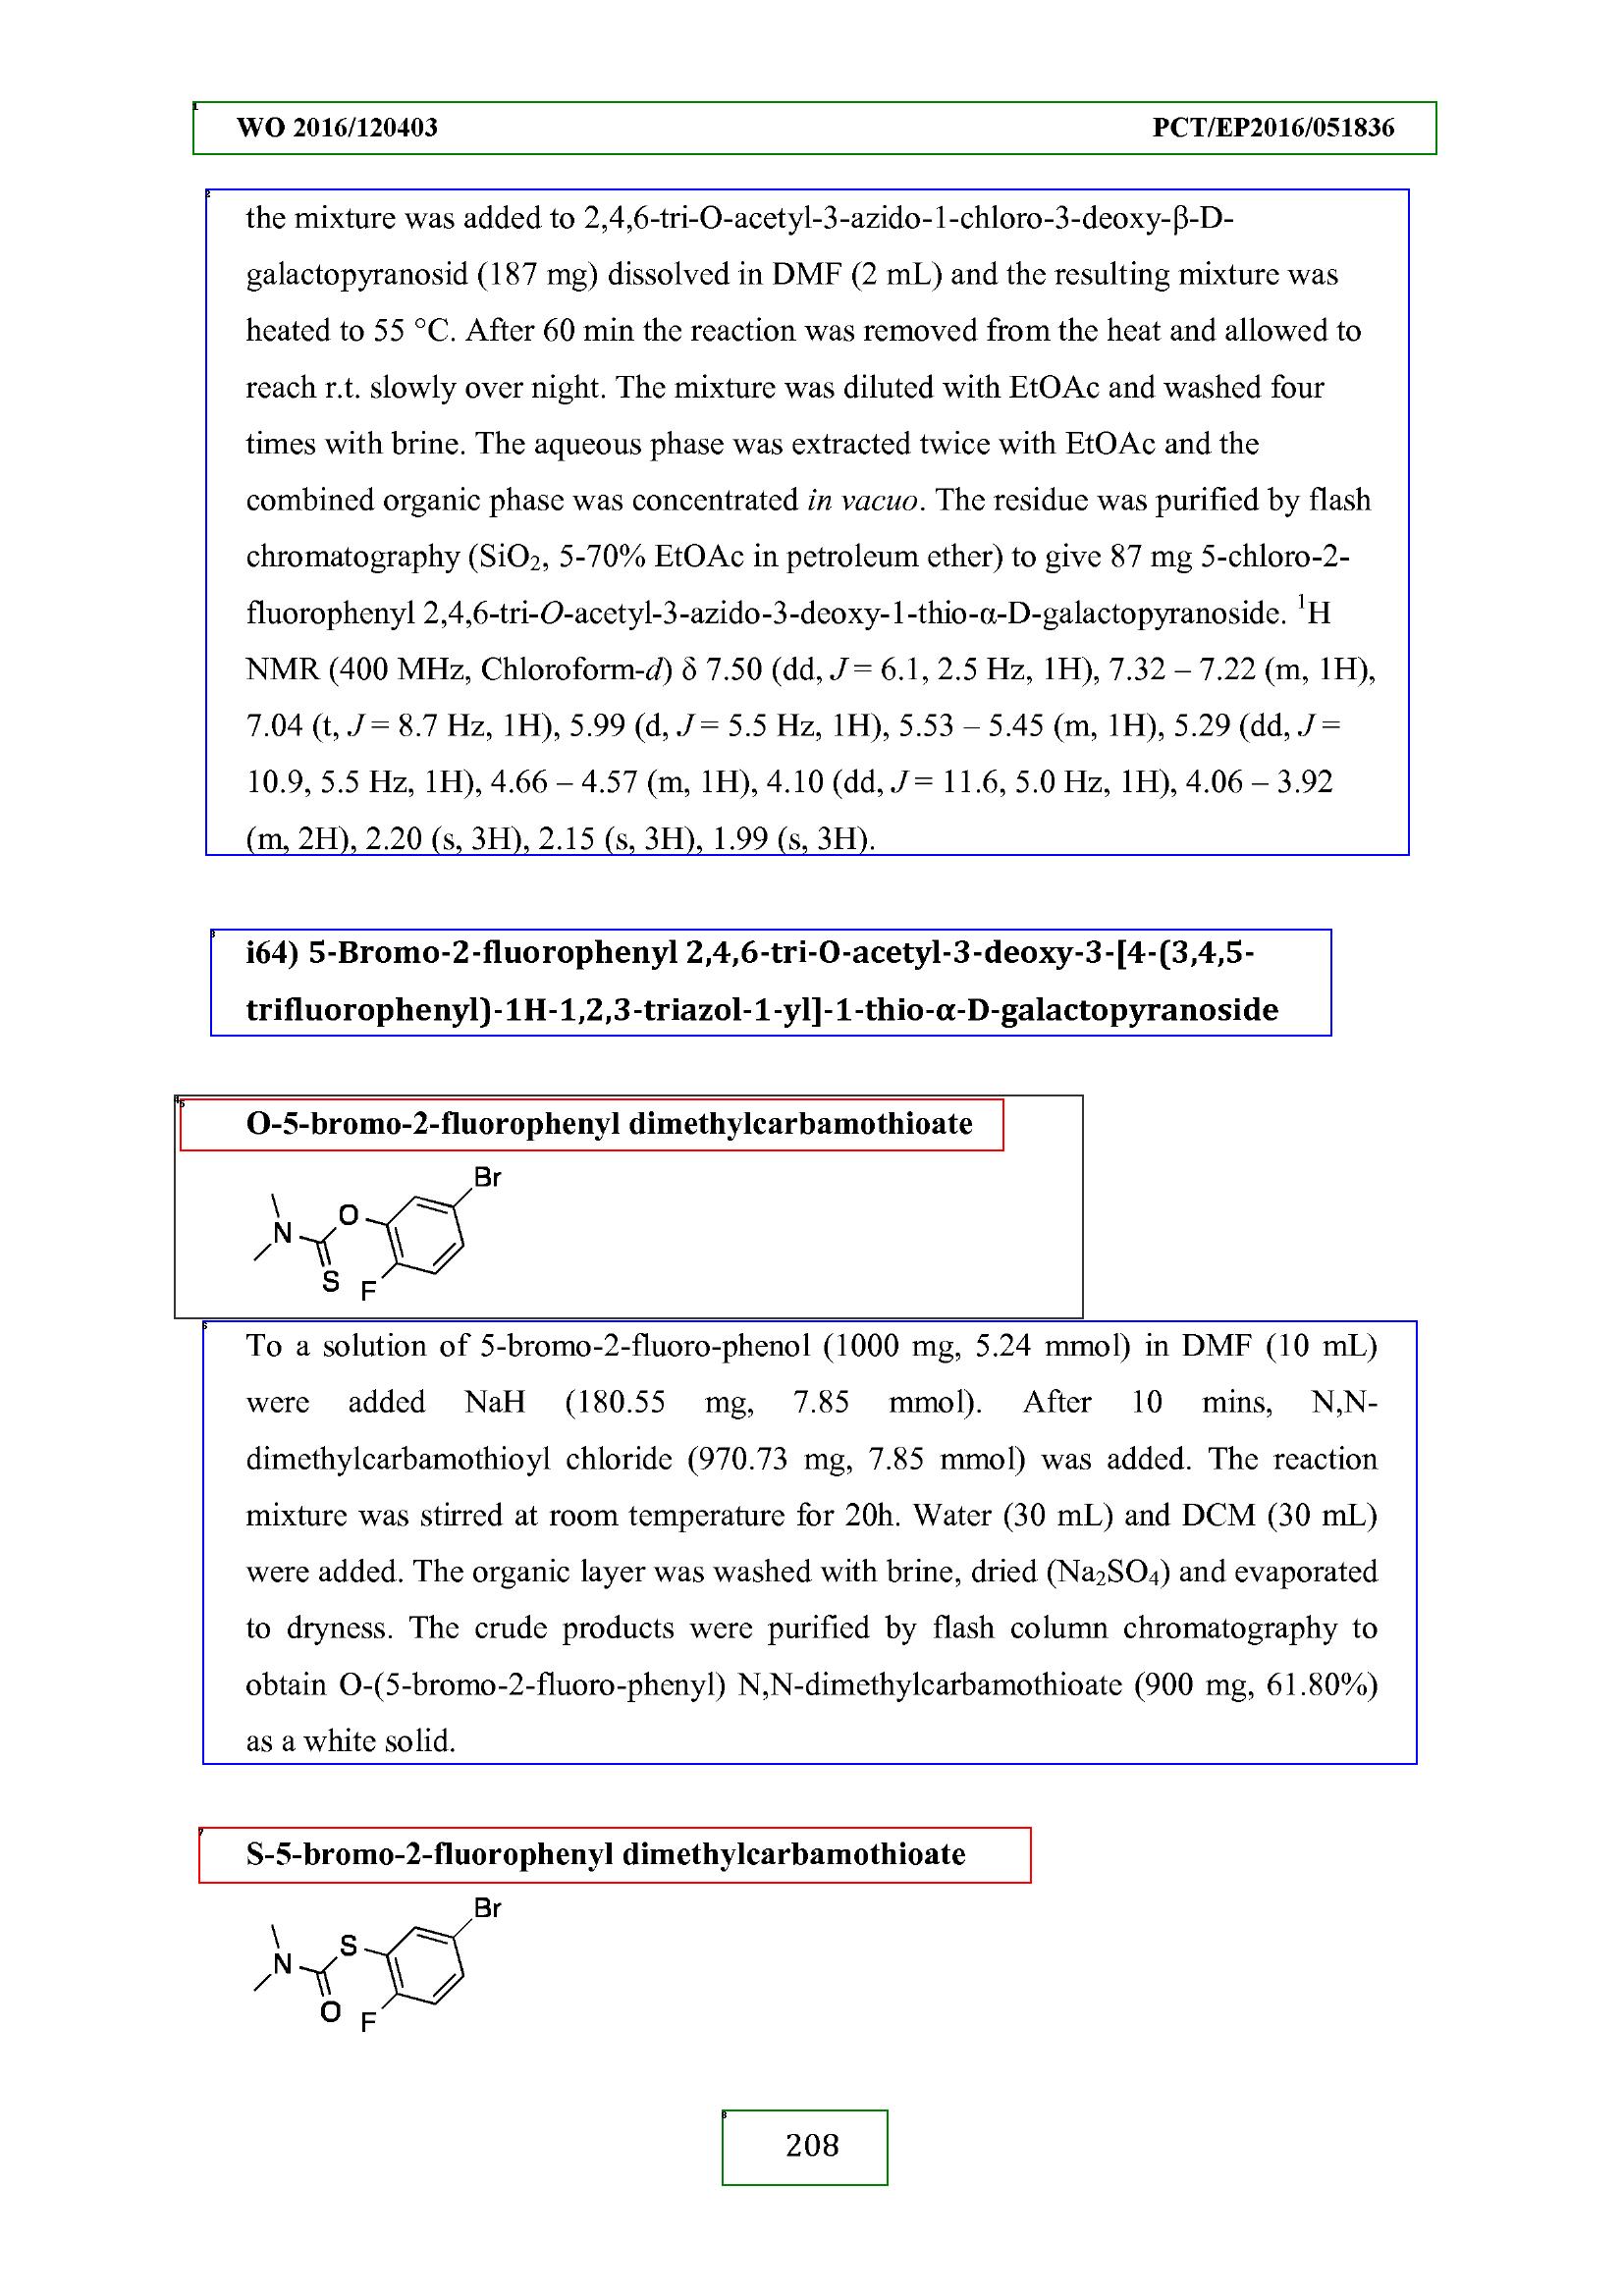 WO 2016/120403 PCT/EP2016/051836
the mixture was added to 2,4,6-tri-O-acetyl-3-azido-1-chloro-3-deoxy-β-D-
galactopyranosid (187 mg) dissolved in DMF (2 mL) and the resulting mixture was
heated to 55 °C. After 60 min the reaction was removed from the heat and allowed to
reach r.t. slowly over night. The mixture was diluted with EtOAc and washed four
times with brine. The aqueous phase was extracted twice with EtOAc and the
combined organic phase was concentrated in vacuo. The residue was purified by flash
chromatography (SiO₂, 5-70% EtOAc in petroleum ether) to give 87 mg 5-chloro-2-
fluorophenyl 2,4,6-tri-O-acetyl-3-azido-3-deoxy-1-thio-α-D-galactopyranoside. ¹H
NMR (400 MHz, Chloroform-d) δ 7.50 (dd, J = 6.1, 2.5 Hz, 1H), 7.32 – 7.22 (m, 1H),
7.04 (t, J = 8.7 Hz, 1H), 5.99 (d, J = 5.5 Hz, 1H), 5.53 – 5.45 (m, 1H), 5.29 (dd, J =
10.9, 5.5 Hz, 1H), 4.66 – 4.57 (m, 1H), 4.10 (dd, J = 11.6, 5.0 Hz, 1H), 4.06 – 3.92
(m, 2H), 2.20 (s, 3H), 2.15 (s, 3H), 1.99 (s, 3H).
i64) 5-Bromo-2-fluorophenyl 2,4,6-tri-O-acetyl-3-deoxy-3-[4-(3,4,5-
trifluorophenyl)-1H-1,2,3-triazol-1-yl]-1-thio-α-D-galactopyranoside
O-5-bromo-2-fluorophenyl dimethylcarbamothioate
Br
O
N
S
F
To a solution of 5-bromo-2-fluoro-phenol (1000 mg, 5.24 mmol) in DMF (10 mL)
were added NaH (180.55 mg, 7.85 mmol). After 10 mins, N,N-
dimethylcarbamothioyl chloride (970.73 mg, 7.85 mmol) was added. The reaction
mixture was stirred at room temperature for 20h. Water (30 mL) and DCM (30 mL)
were added. The organic layer was washed with brine, dried (Na₂SO₄) and evaporated
to dryness. The crude products were purified by flash column chromatography to
obtain O-(5-bromo-2-fluoro-phenyl) N,N-dimethylcarbamothioate (900 mg, 61.80%)
as a white solid.
S-5-bromo-2-fluorophenyl dimethylcarbamothioate
Br
S
N
O
F
208